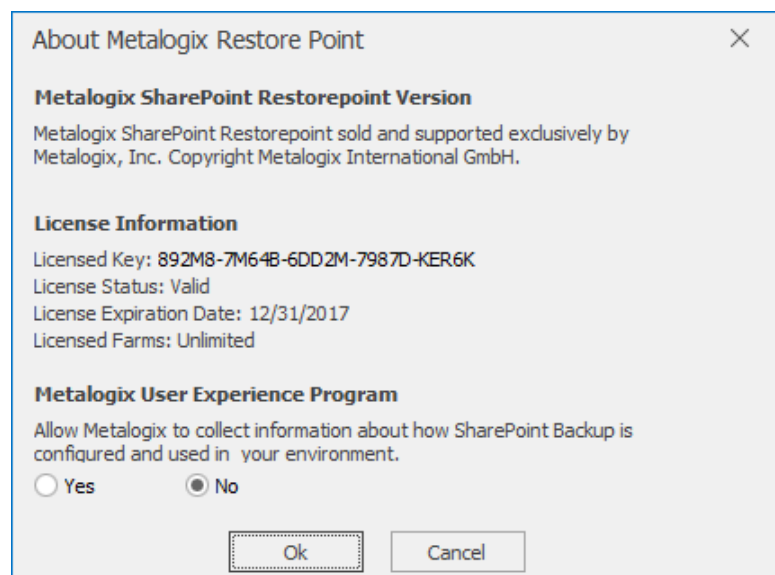 About Metalogix Restore Point
Metalogix SharePoint Restorepoint Version
Metalogix SharePoint Restorepoint sold and supported exclusively by
Metalogix, Inc. Copyright Metalogix International GmbH.
License Information
Licensed Key: 892M8-7M64B-6DD2M-7987D-KER6K
License Status: Valid
License Expiration Date: 12/31/2017
Licensed Farms: Unlimited
Metalogix User Experience Program
Allow Metalogix to collect information about how SharePoint Backup is
configured and used in your environment.
Yes No
Ok Cancel